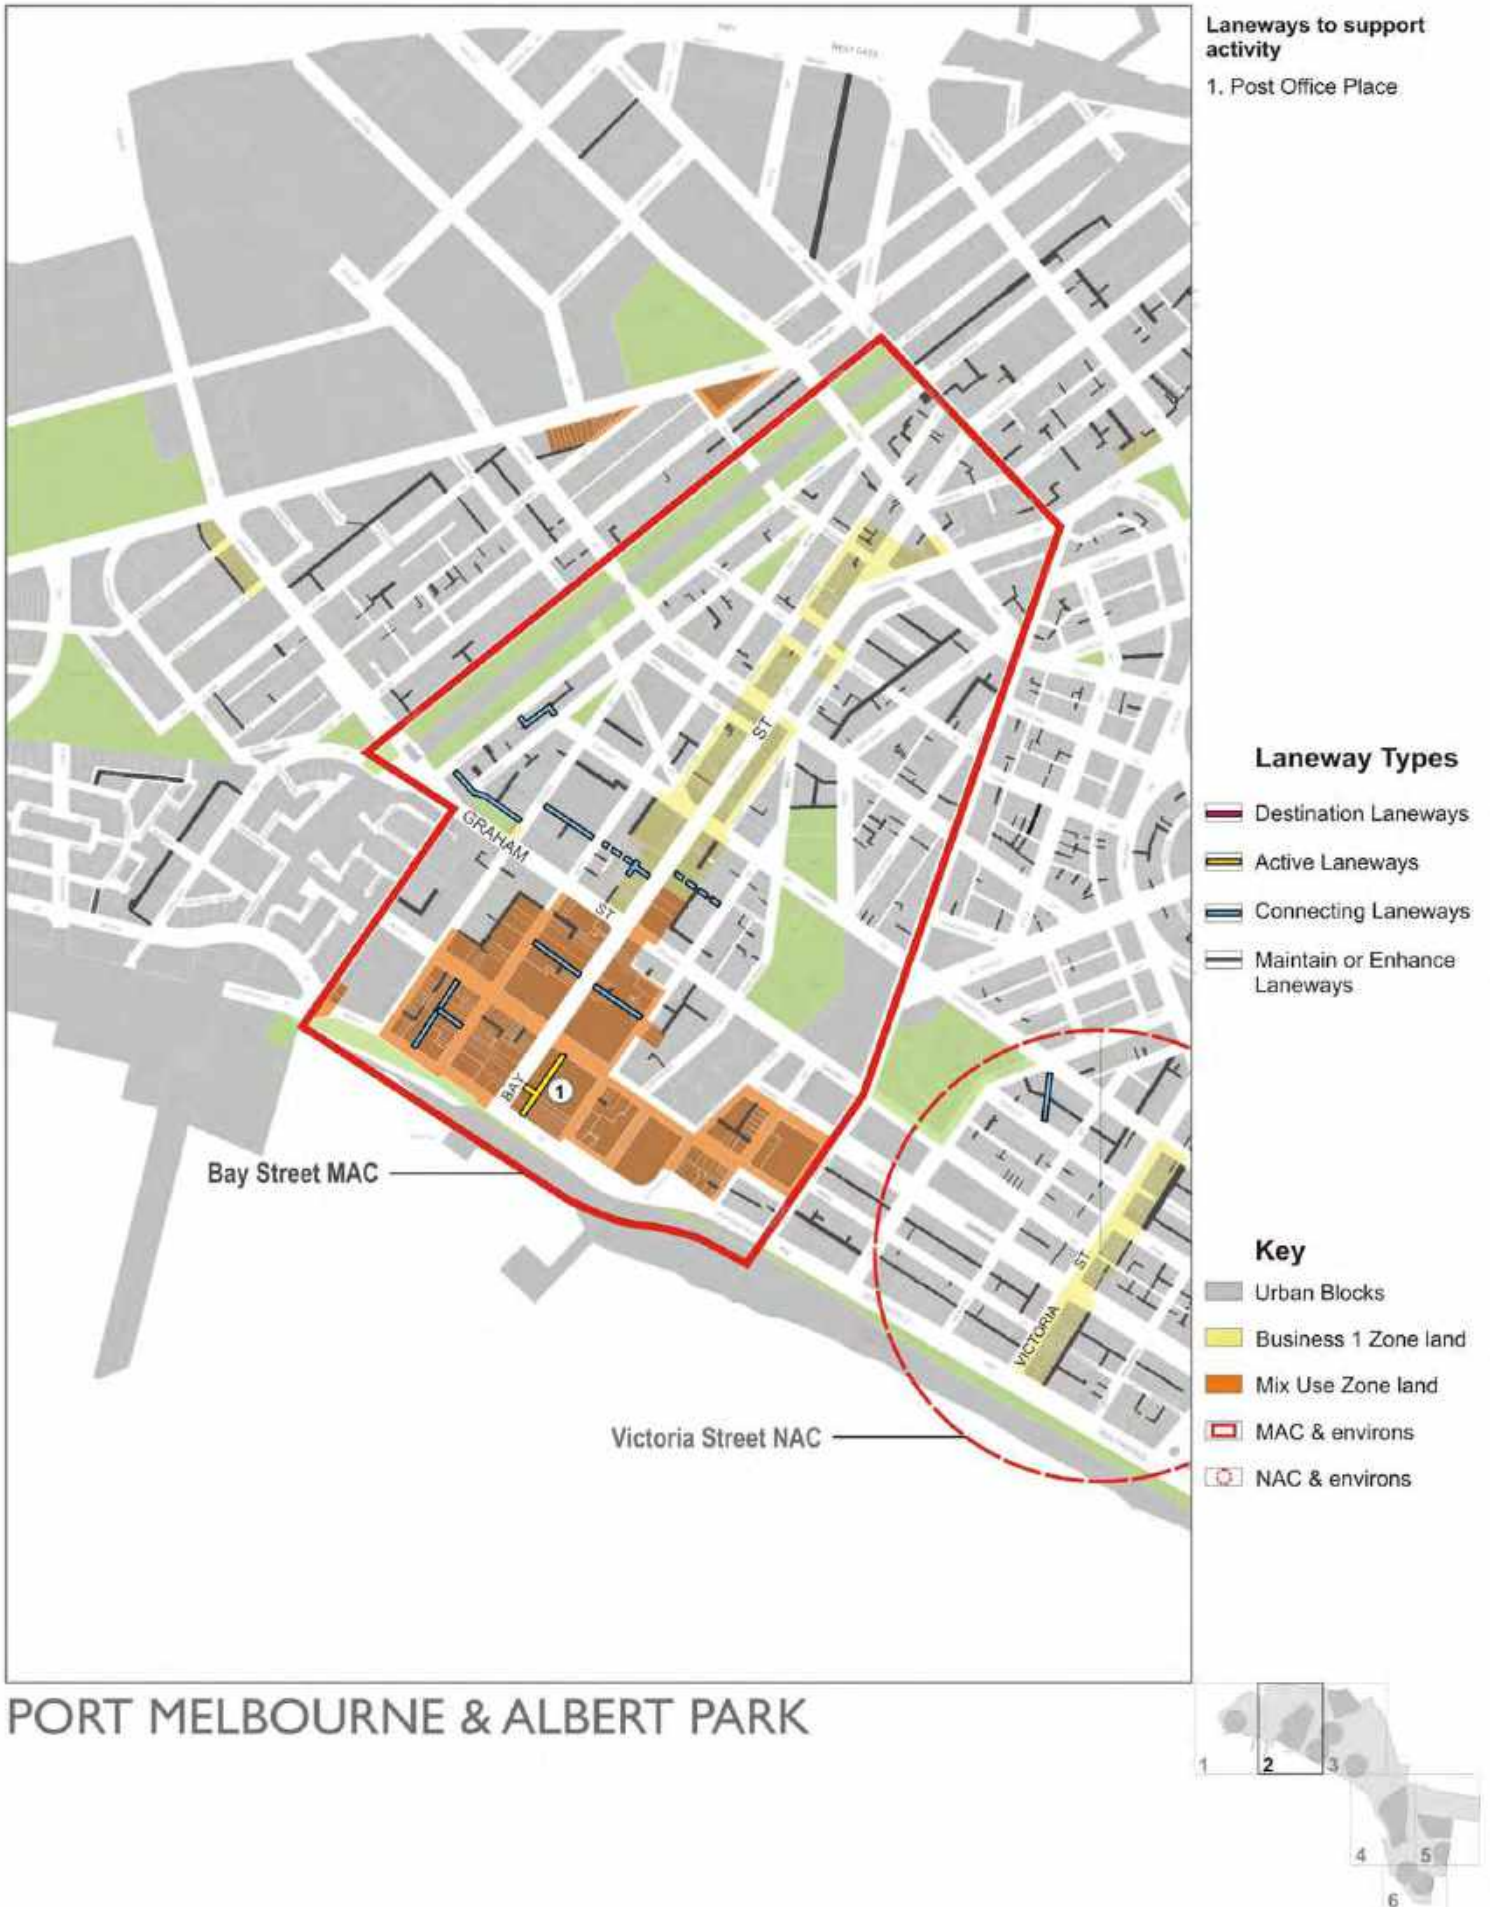 Laneways to support
activity
1. Post Office Place
WEST GATE
ST
GRAHAM
ST
BAY
1
Bay Street MAC
ST
VICTORIA
Victoria Street NAC
Laneway Types
Destination Laneways
Active Laneways
Connecting Laneways
Maintain or Enhance
Laneways
Key
Urban Blocks
Business 1 Zone land
Mix Use Zone land
MAC & environs
NAC & environs
PORT MELBOURNE & ALBERT PARK
1
2
3
4
5
6